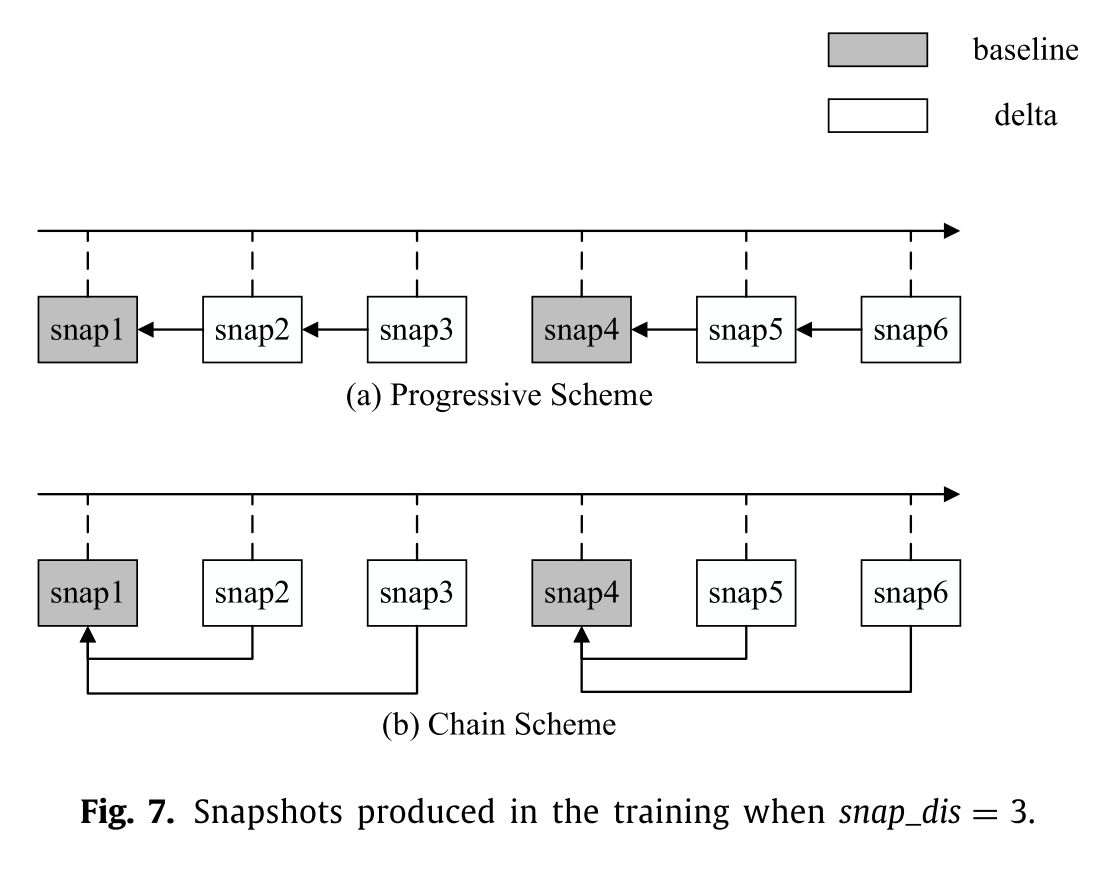 baseline
delta
snap1 snap2 snap3 snap4 snap5 snap6
(a) Progressive Scheme
snap1 snap2 snap3 snap4 snap5 snap6
(b) Chain Scheme
Fig. 7. Snapshots produced in the training when snap_dis = 3.